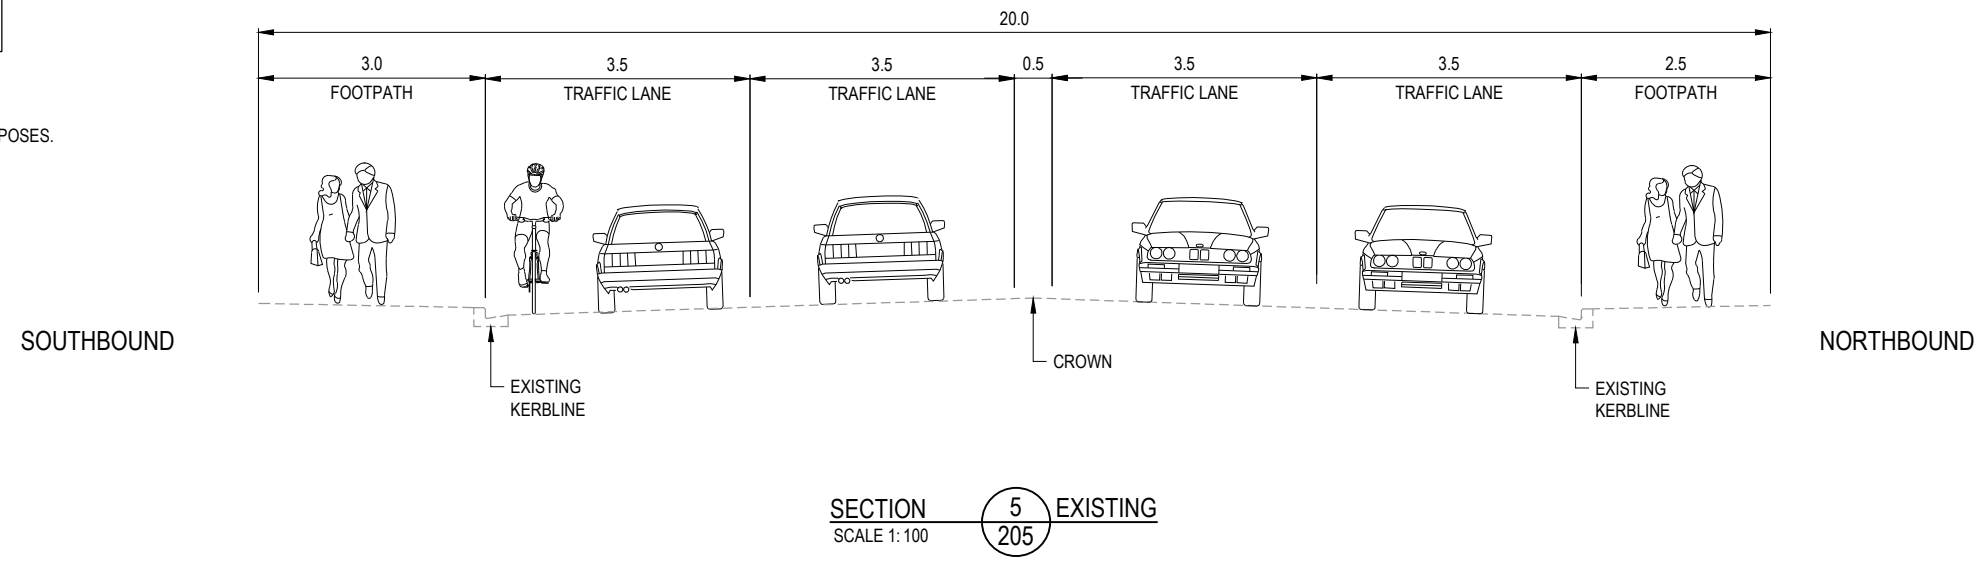 20.0
3.0 3.5 3.5 0.5 3.5 3.5 2.5
FOOTPATH TRAFFIC LANE TRAFFIC LANE TRAFFIC LANE TRAFFIC LANE FOOTPATH
POSES.
SOUTHBOUND NORTHBOUND
CROWN
EXISTING
KERBLINE
EXISTING
KERBLINE
SECTION 5 EXISTING
SCALE 1: 100 205